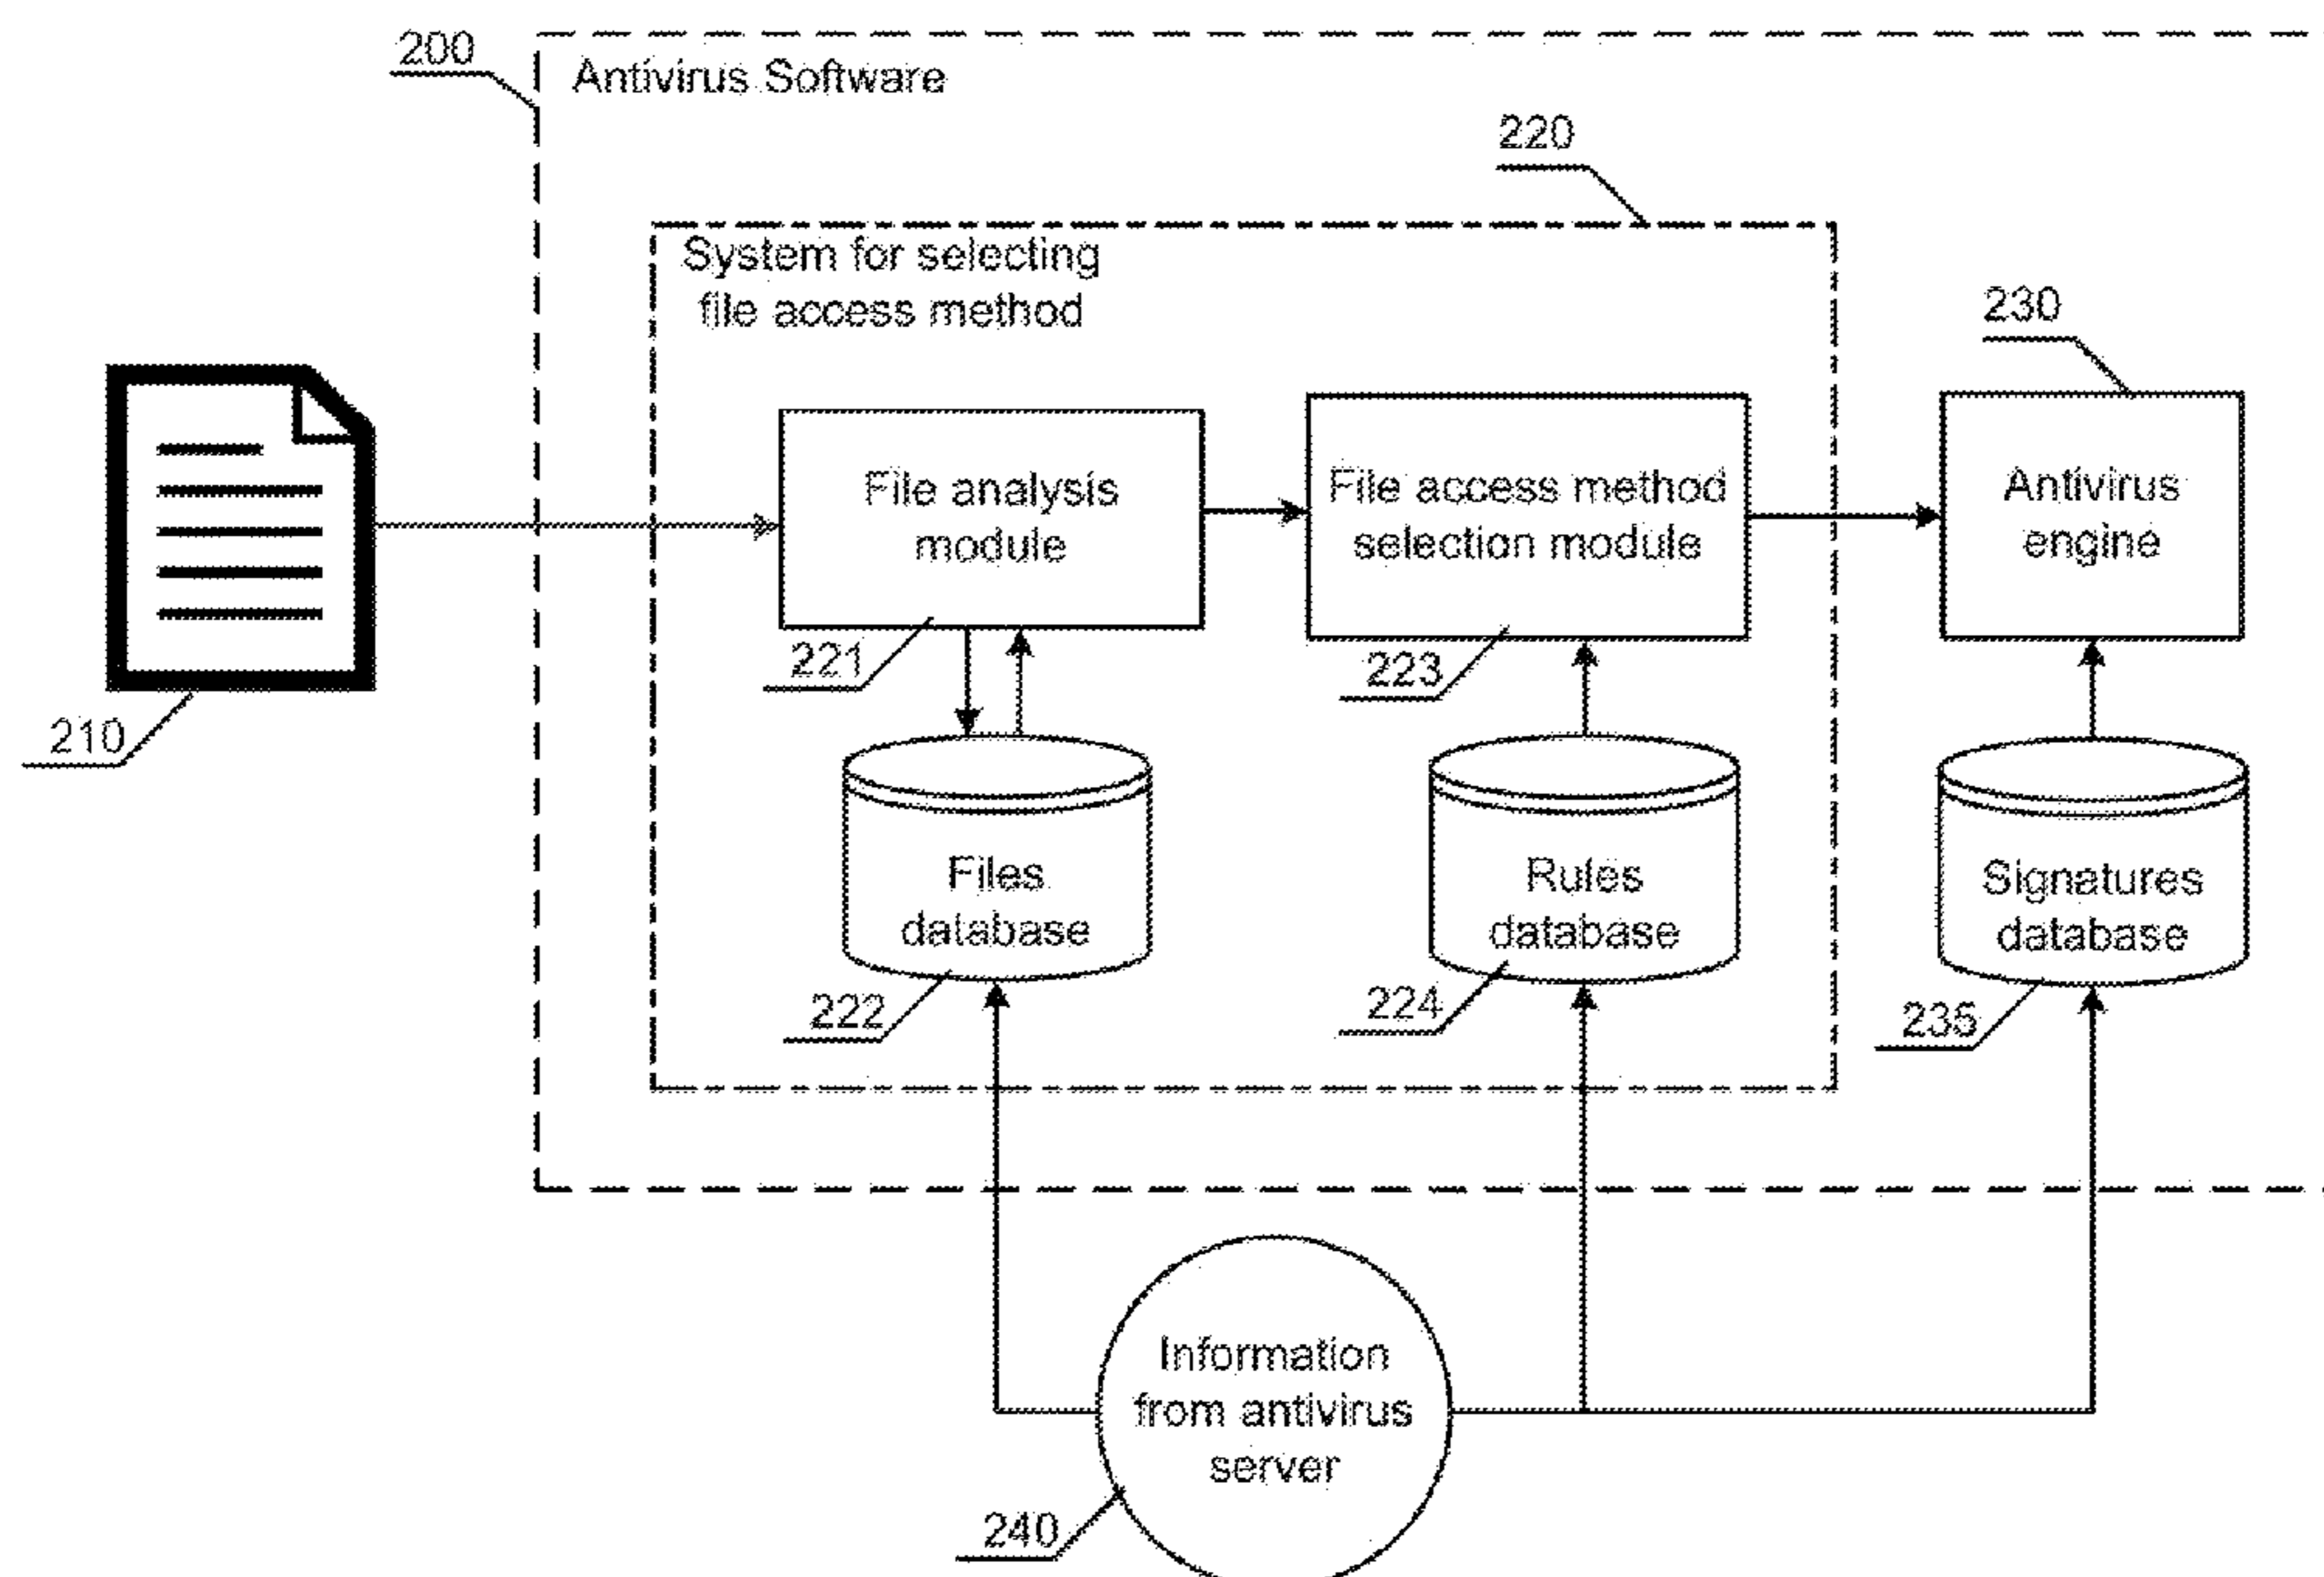 200
Antivirus Software
220
System for selecting
file access method
230
File analysis
module
File access method
selection module
Antivirus
engine
221
223
210
Files
database
Rules
database
Signatures
database
222
224
235
Information
from antivirus
server
240